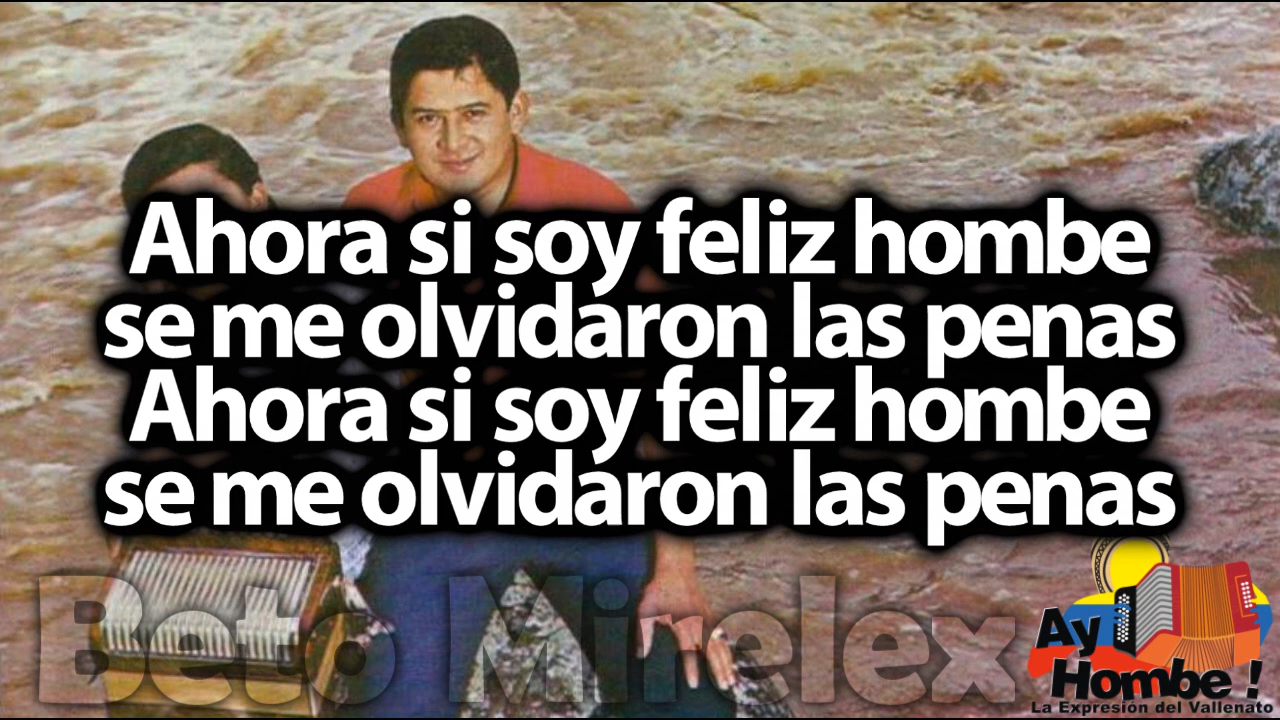 Ahora si soy feliz hombe
se me olvidaron las penas
Ahora si soy feliz hombe
se me olvidaron las penas
Beto Mirelex
Ay
Hombe !
La Expresión del Vallenato